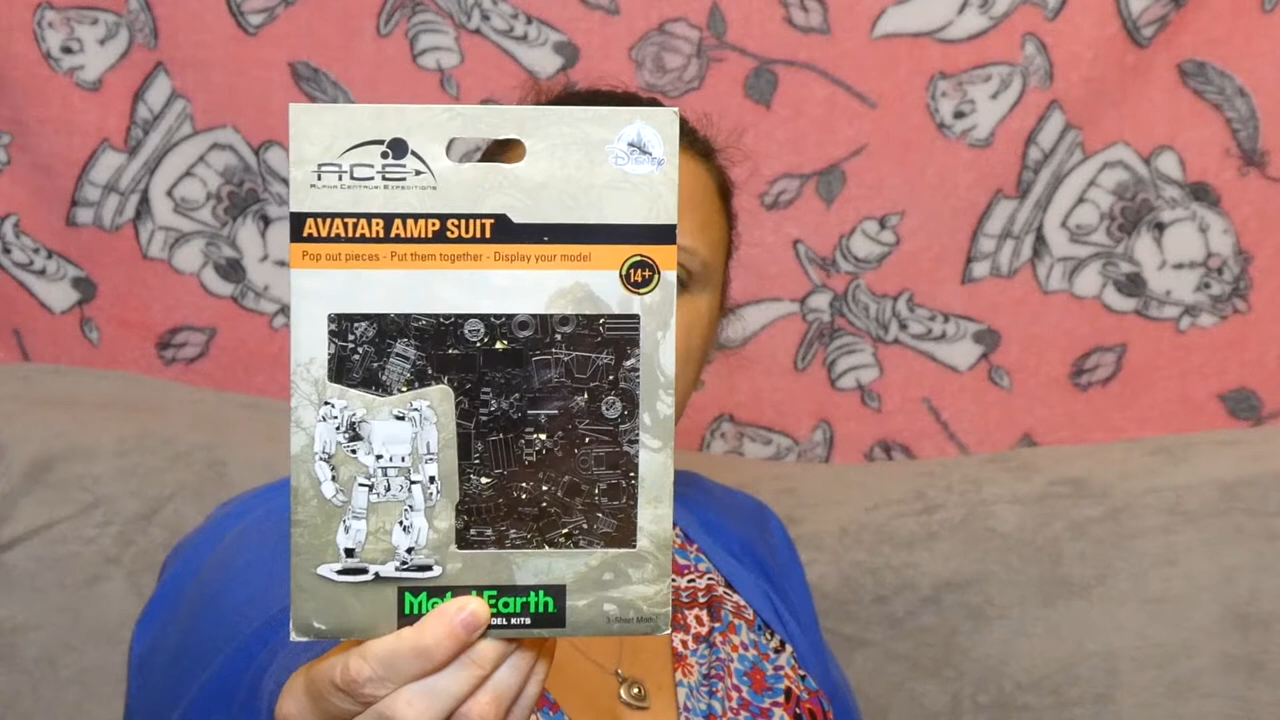 ACE
ALPHA CENTAURI EXPEDITIONS
Disney
AVATAR AMP SUIT
Pop out pieces - Put them together - Display your model
14+
Metal Earth
MODEL KITS
3-Sheet Model